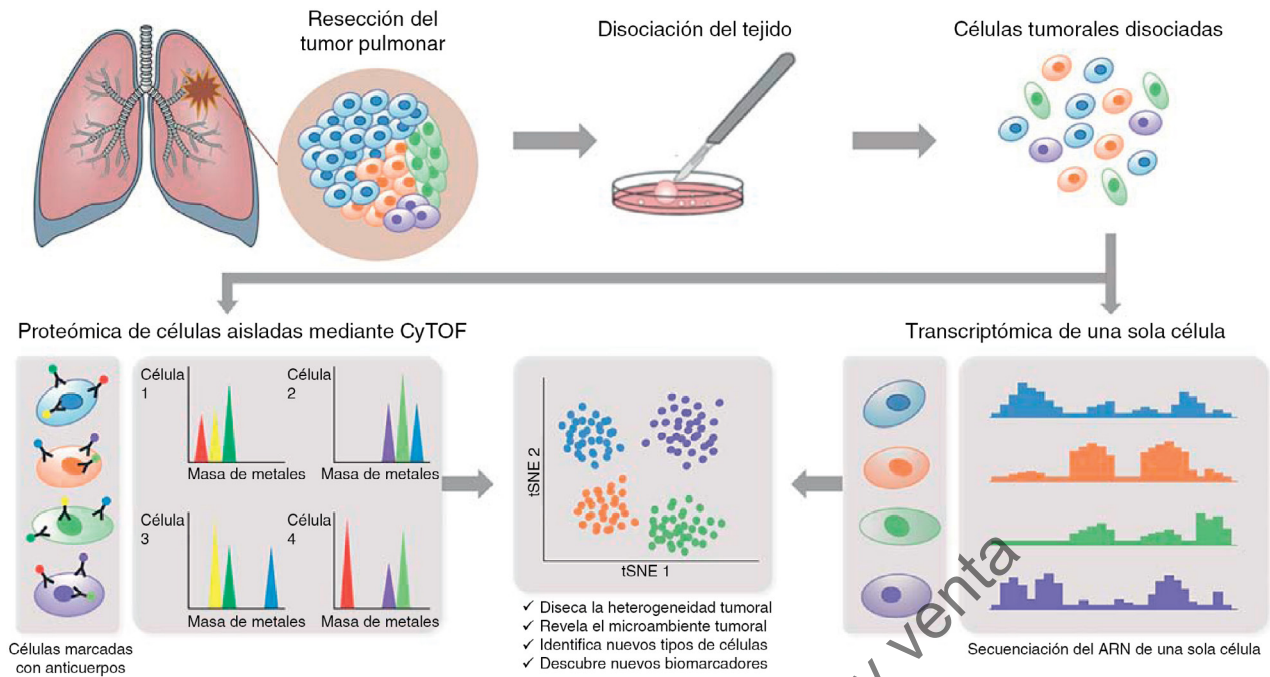 Resección del
tumor pulmonar
Disociación del tejido
Células tumorales disociadas
Proteómica de células aisladas mediante CyTOF
Transcriptómica de una sola célula
Célula
1
Masa de metales
Célula
2
Masa de metales
Célula
3
Masa de metales
Célula
4
Masa de metales
Células marcadas
con anticuerpos
tSNE 2
tSNE 1
✓ Diseca la heterogeneidad tumoral
✓ Revela el microambiente tumoral
✓ Identifica nuevos tipos de células
✓ Descubre nuevos biomarcadores
Secuenciación del ARN de una sola célula
y venta